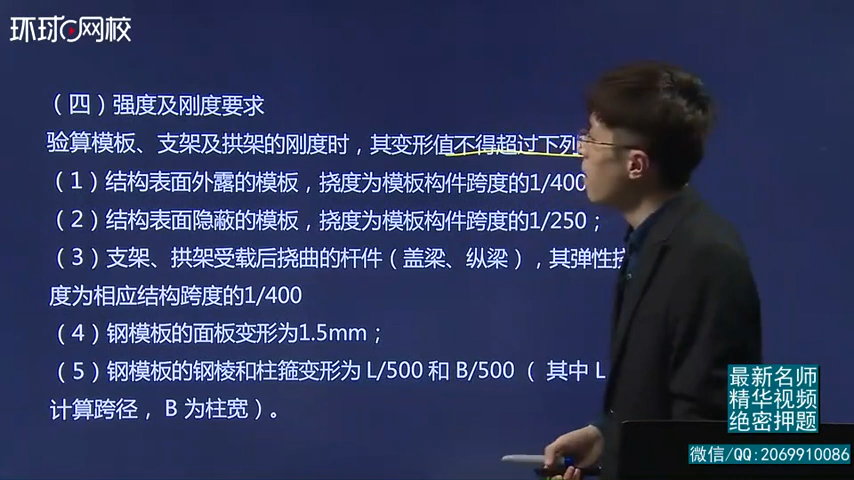 环球网校
（四）强度及刚度要求
验算模板、支架及拱架的刚度时，其变形值不得超过下列
（1）结构表面外露的模板，挠度为模板构件跨度的1/400
（2）结构表面隐蔽的模板，挠度为模板构件跨度的1/250；
（3）支架、拱架受载后挠曲的杆件（盖梁、纵梁），其弹性挠
度为相应结构跨度的1/400
（4）钢模板的面板变形为1.5mm；
（5）钢模板的钢棱和柱箍变形为 L/500 和 B/500 （ 其中 L
计算跨径， B 为柱宽）。
最新名师
精华视频
绝密押题
微信/QQ:2069910086